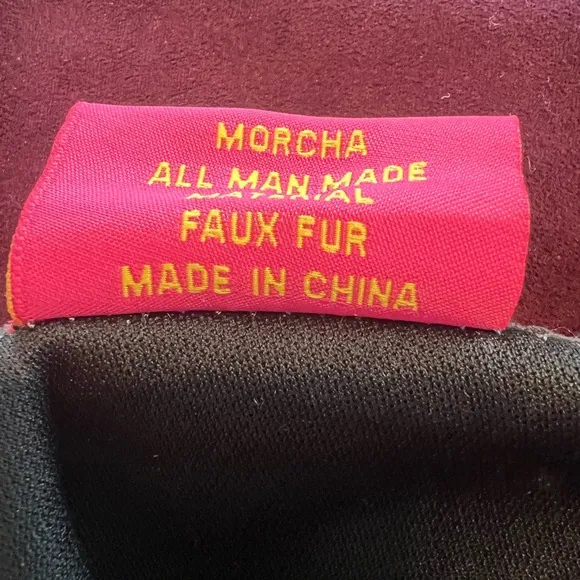 MORCHA
ALL MAN MADE
MATERIAL
FAUX FUR
MADE IN CHINA